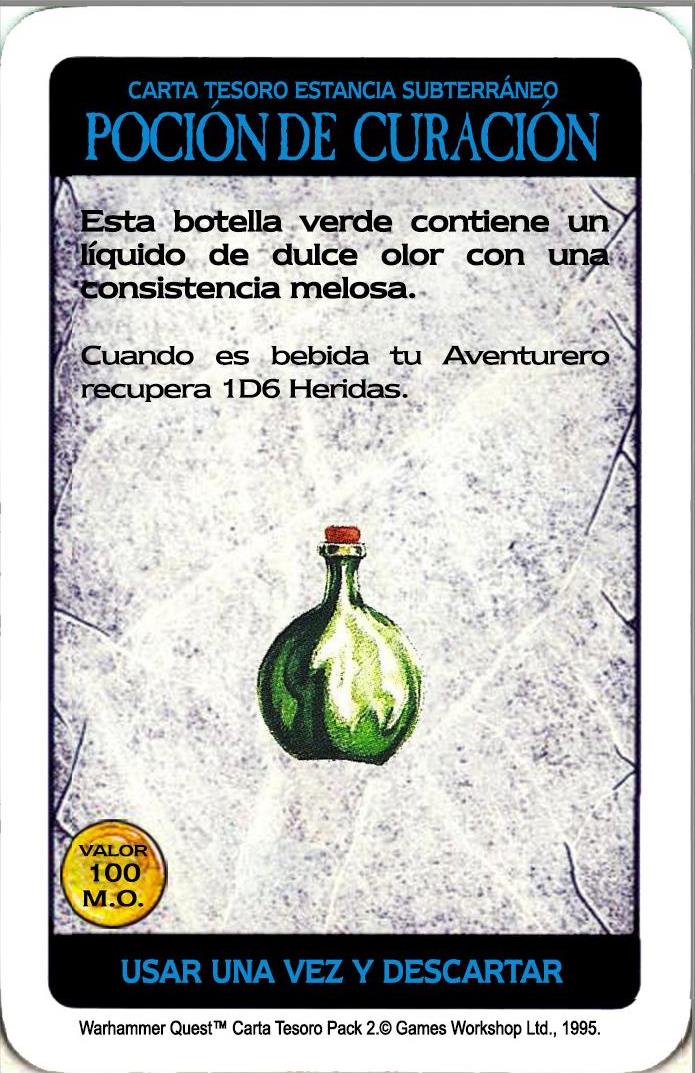 CARTA TESORO ESTANCIA SUBTERRÁNEO
POCIÓN DE CURACIÓN
Esta botella verde contiene un
líquido de dulce olor con una
consistencia melosa.
Cuando es bebida tu Aventurero
recupera 1D6 Heridas.
VALOR
100
M.O.
USAR UNA VEZ Y DESCARTAR
Warhammer Quest™ Carta Tesoro Pack 2.© Games Workshop Ltd., 1995.